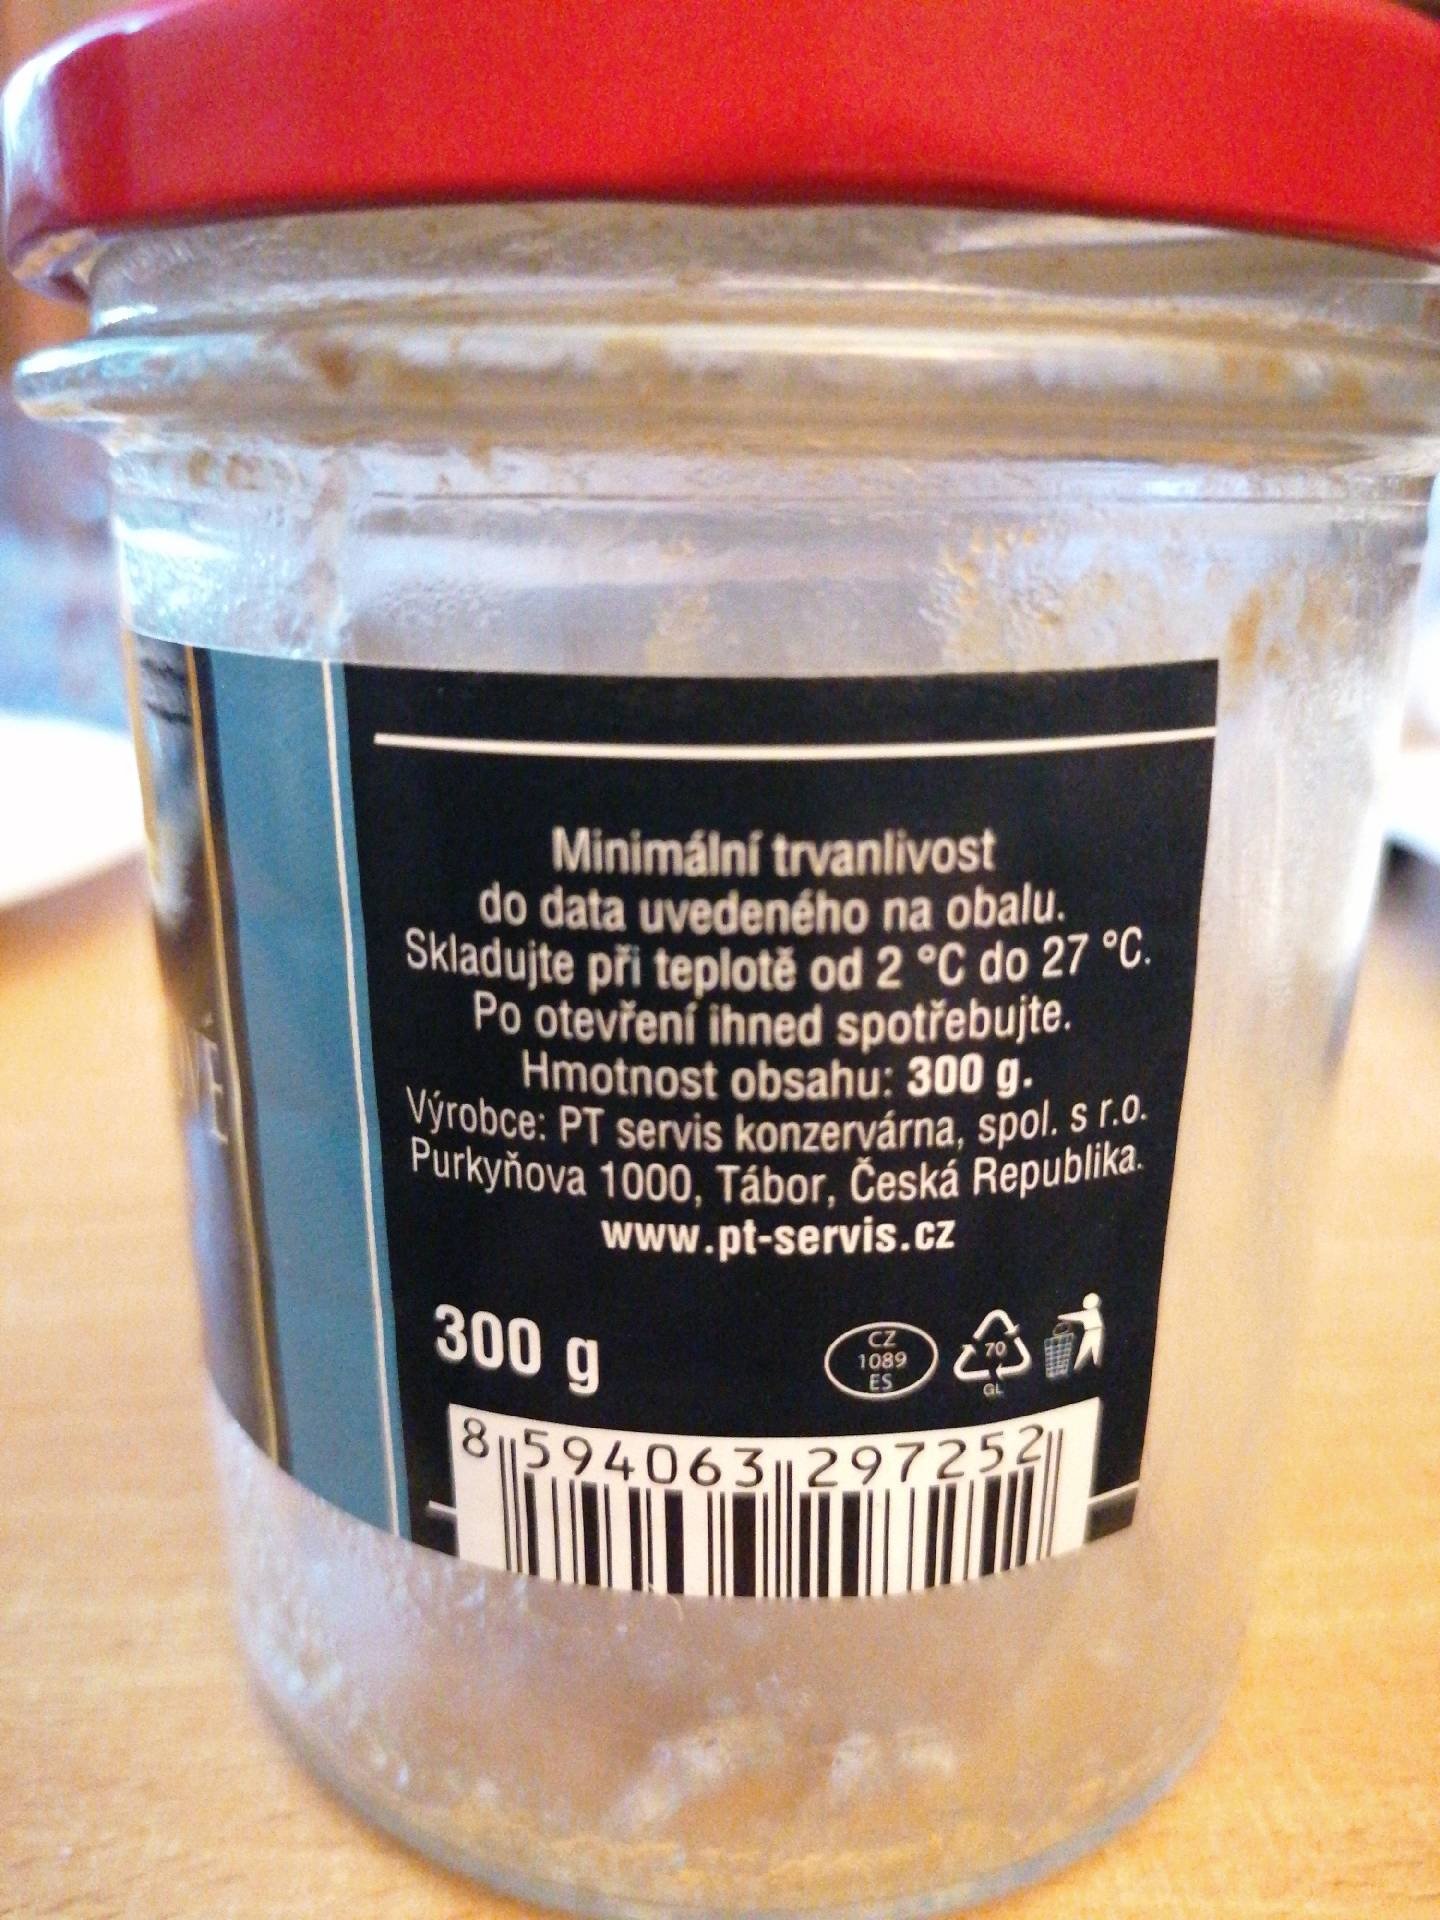 Minimální trvanlivost
do data uvedeného na obalu.
Skladujte při teplotě od 2 °C do 27 °C.
Po otevření ihned spotřebujte.
Hmotnost obsahu: 300 g.
Výrobce: PT servis konzervárna, spol. s r.o.
Purkyňova 1000, Tábor, Česká Republika.
www.pt-servis.cz
300 g
CZ
1089
ES
70
GL
8 594063 297252